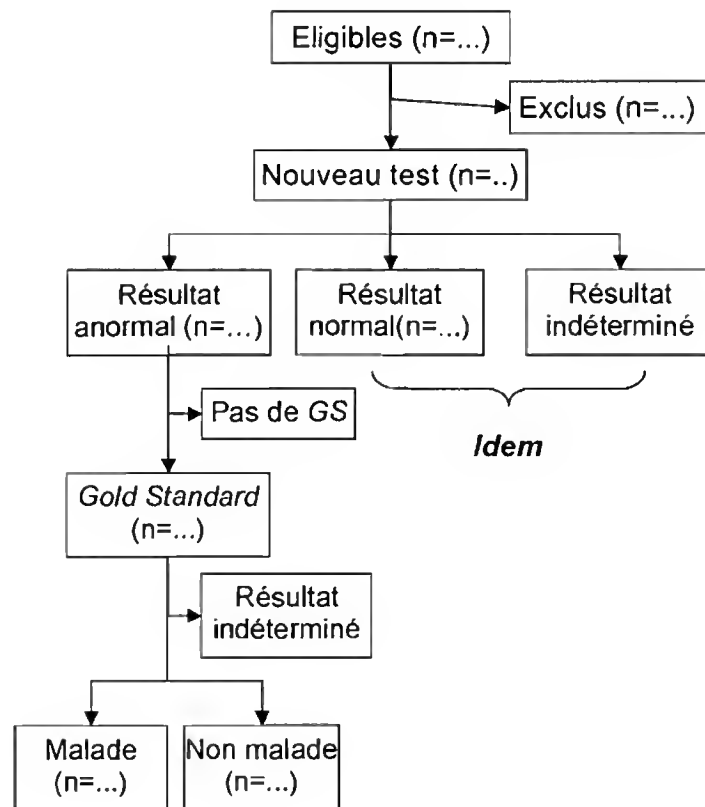 Eligibles (n=...)
Exclus (n=...)
Nouveau test (n=..)
Résultat
anormal (n=...)
Résultat
normal(n=...)
Résultat
indéterminé
Pas de GS
Idem
Gold Standard
(n=...)
Résultat
indéterminé
Malade
(n=...)
Non malade
(n=...)